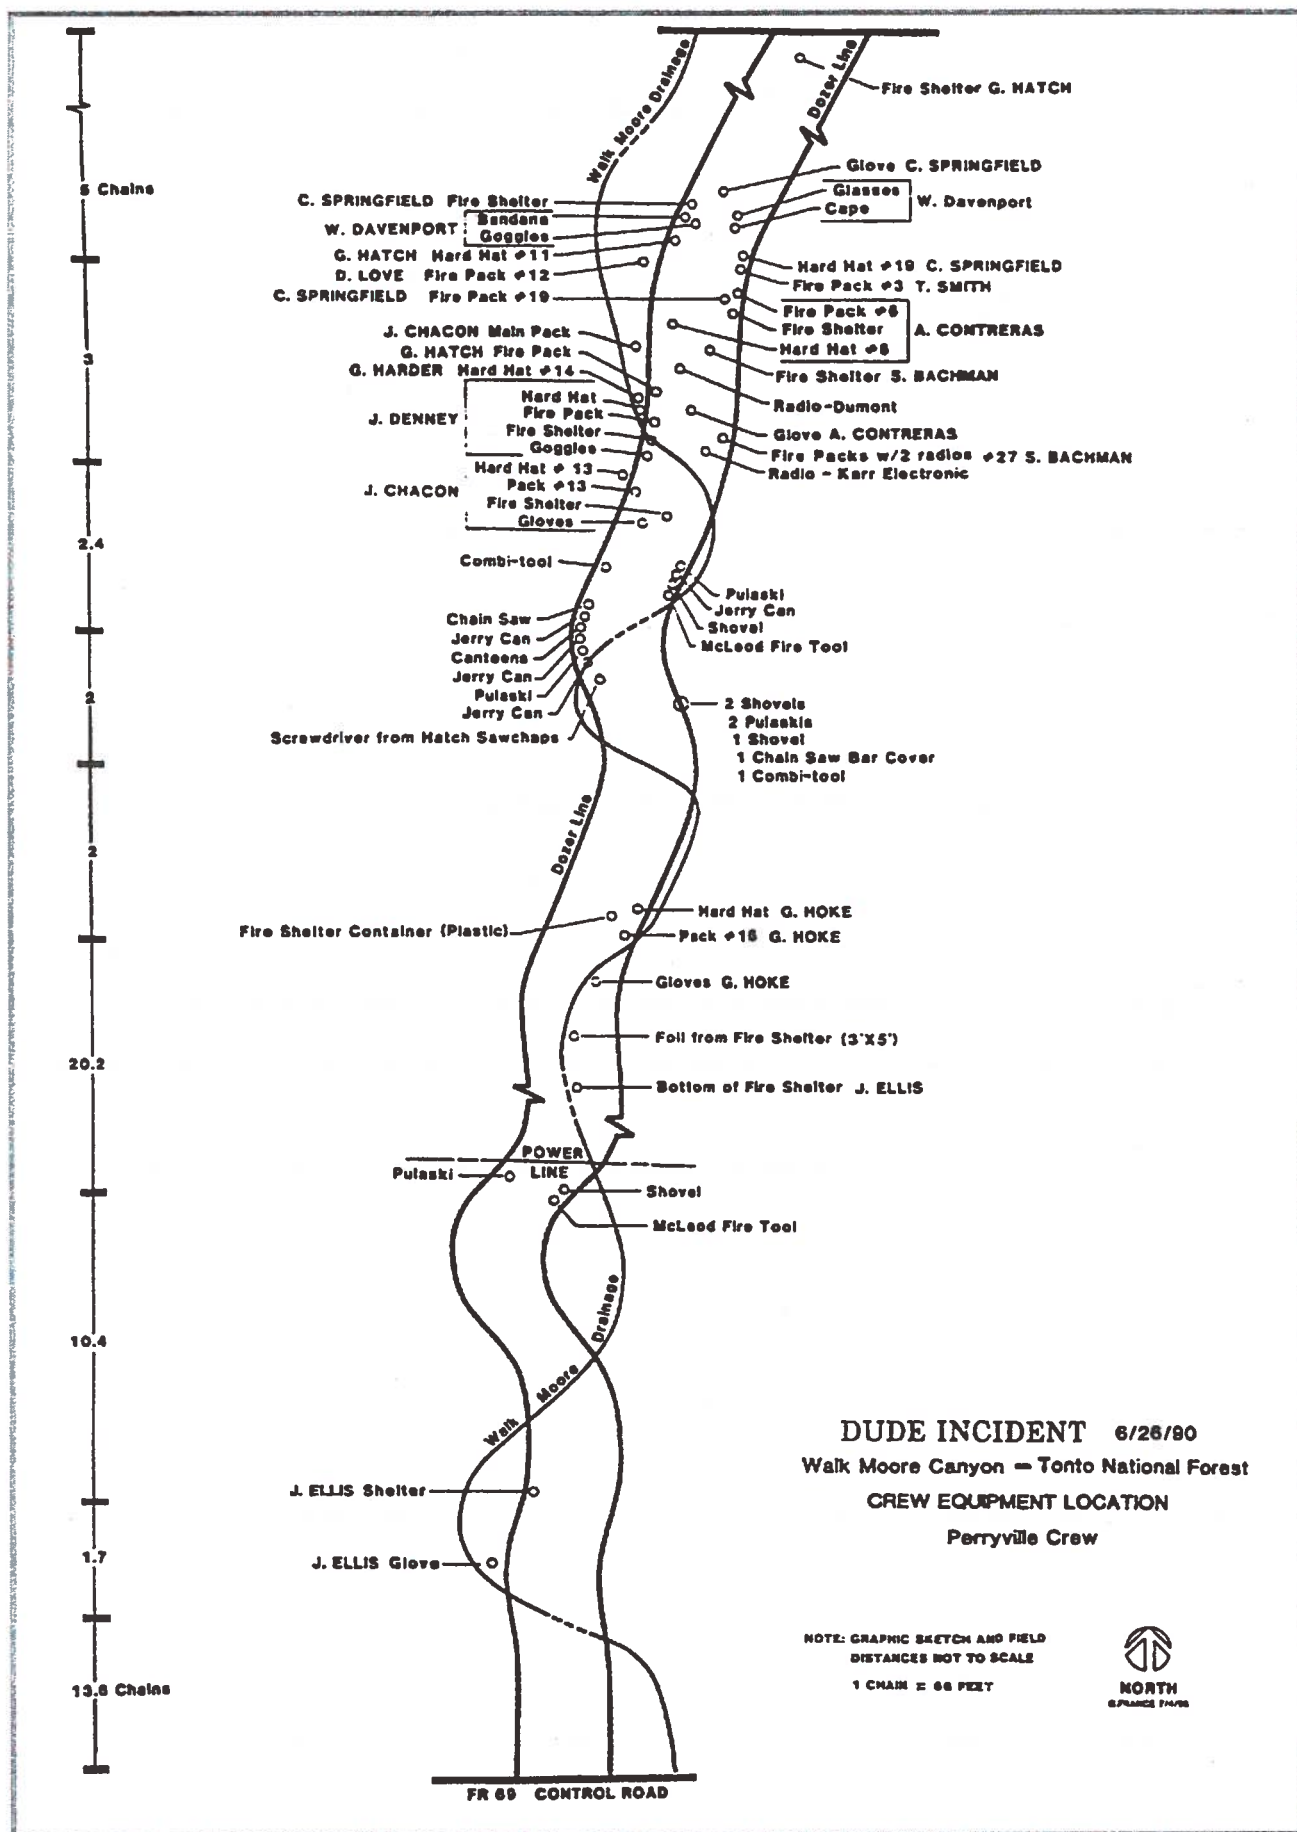 Walk Moore Drainage
Dozer Line
Fire Shelter G. HATCH
5 Chains
Glove C. SPRINGFIELD
Glasses
Cape
W. Davenport
C. SPRINGFIELD Fire Shelter
W. DAVENPORT
Bandana
Goggles
G. HATCH Hard Hat #11
D. LOVE Fire Pack #12
C. SPRINGFIELD Fire Pack #19
Hard Hat #19 C. SPRINGFIELD
Fire Pack #3 T. SMITH
Fire Pack #6
Fire Shelter
Hard Hat #6
A. CONTRERAS
J. CHACON Main Pack
G. HATCH Fire Pack
G. HARDER Hard Hat #14
3
Fire Shelter S. BACHMAN
Radio-Dumont
J. DENNEY
Hard Hat
Fire Pack
Fire Shelter
Goggles
Glove A. CONTRERAS
Fire Packs w/2 radios #27 S. BACHMAN
Radio - Karr Electronic
J. CHACON
Hard Hat # 13
Pack #13
Fire Shelter
Gloves
2.4
Combi-tool
Pulaski
Jerry Can
Shovel
McLeod Fire Tool
Chain Saw
Jerry Can
Canteens
Jerry Can
Pulaski
Jerry Can
Screwdriver from Hatch Sawchaps
2
2 Shovels
2 Pulaskis
1 Shovel
1 Chain Saw Bar Cover
1 Combi-tool
Dozer Line
2
Hard Hat G. HOKE
Fire Shelter Container (Plastic)
Pack #16 G. HOKE
Gloves G. HOKE
Foil from Fire Shelter (3'X5')
20.2
Bottom of Fire Shelter J. ELLIS
POWER
LINE
Pulaski
Shovel
McLeod Fire Tool
10.4
Walk Moore Drainage
DUDE INCIDENT 6/26/90
Walk Moore Canyon - Tonto National Forest
CREW EQUIPMENT LOCATION
Perryville Crew
J. ELLIS Shelter
1.7
J. ELLIS Glove
NOTE: GRAPHIC SKETCH AND FIELD
DISTANCES NOT TO SCALE
1 CHAIN = 66 FEET
NORTH
13.6 Chains
FR 69 CONTROL ROAD